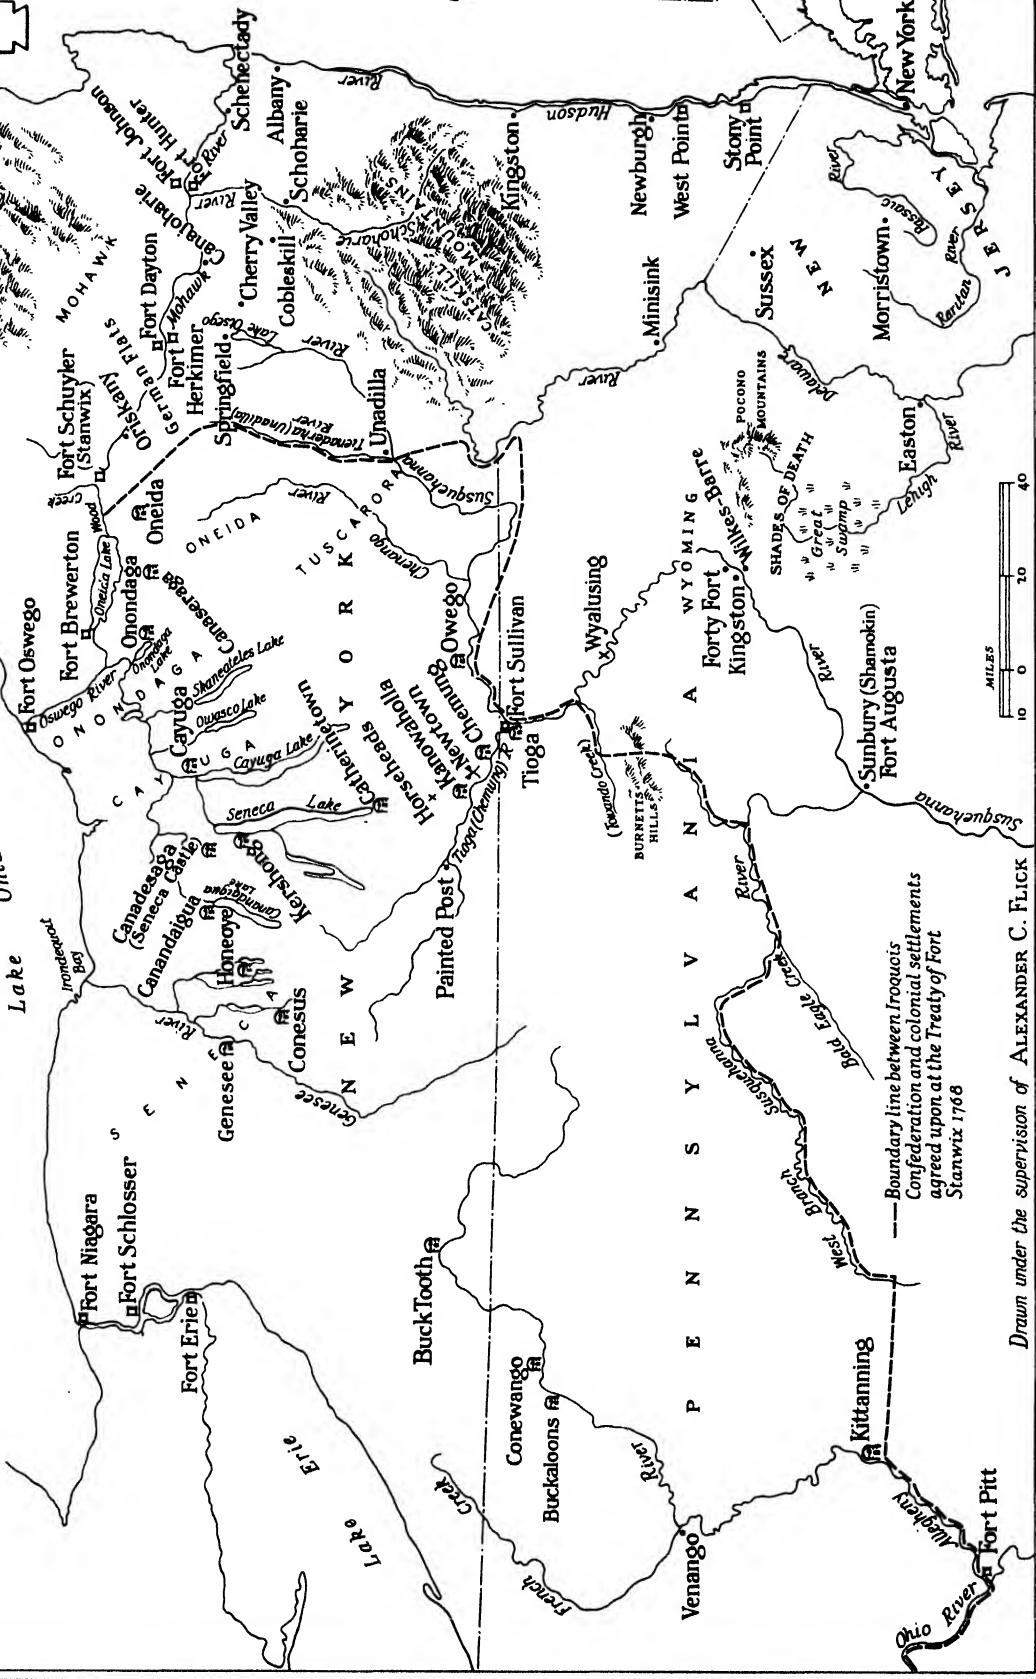 Lake
Fort Oswego
Oswego River
Fort Brewerton
Oneicia Lake
Wood
Creek
Fort Schuyler
(Stanwix)
Oriskany
German Flats
MOHAWK
Fort Dayton
Fort
Herkimer
Mohawk
River
Canajoharie
Fort Johnson
Fort Hunter
Schenectady
Albany
Schoharie
River
Schoharie
Cherry Valley
Cobleskill
Springfield
Lake Otsego
River
Tienaderha (Unadilla)
River
Unadilla
Susquehanna
CATSKILL
MOUNTAINS
Kingston
Hudson
River
Newburgh
West Point
Stony
Point
New York
Irondequoit
Bay
Fort Niagara
Fort Schlosser
Fort Erie
Lake
Erie
SENECA
Genesee
Genesee
River
Conesus
Honeoye
Canandaigua
Canandaigua
Lake
Canadesaga
(Seneca Castle)
Kershong
Seneca
Lake
CAYUGA
Cayuga
Cayuga Lake
Owasco Lake
Skaneateles Lake
ONONDAGA
Onondaga
Onondaga
Lake
Canaseraga
Oneida
ONEIDA
TUSCARORA
Chenango
River
NEW YORK
Catherinetown
Horseheads
Kanowaholla
Newtown
Chemung
Owego
Painted Post
Tioga (Chemung) R.
Tioga
Fort Sullivan
Buck Tooth
Conewango
Buckaloons
French
Creek
River
Venango
Kittanning
Allegheny
Fort Pitt
Ohio
River
PENNSYLVANIA
(Towando Creek)
BURNETTS
HILLS
Wyalusing
WYOMING
Forty Fort
Kingston
Wilkes-Barre
POCONO
MOUNTAINS
SHADES OF DEATH
Great
Swamp
River
Minisink
Delaware
Sussex
NEW
JERSEY
Morristown
Passaic
River
Raritan
River
Easton
Lehigh
River
River
Sunbury (Shamokin)
Fort Augusta
Susquehanna
West
Branch
Susquehanna
River
Bald Eagle Creek
Boundary line between Iroquois
Confederation and colonial settlements
agreed upon at the Treaty of Fort
Stanwix 1768
MILES
10 0 20 40
Drawn under the supervision of ALEXANDER C. FLICK